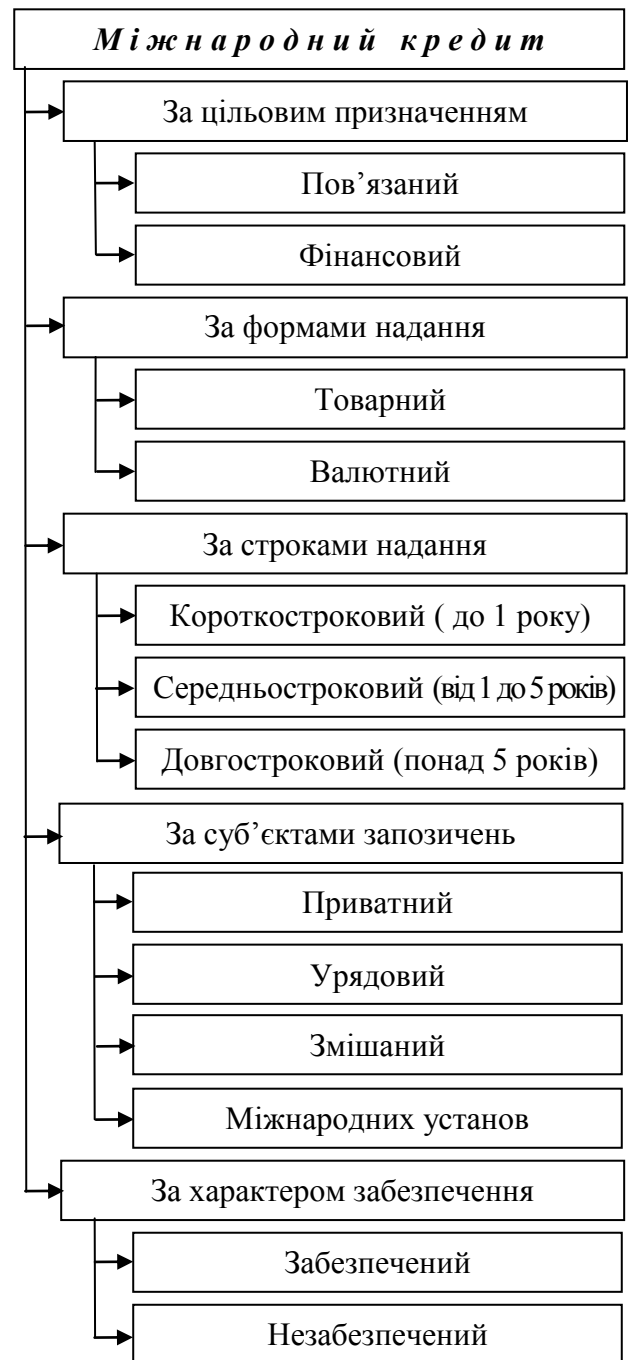 Міжнародний кредит
За цільовим призначенням
Пов’язаний
Фінансовий
За формами надання
Товарний
Валютний
За строками надання
Короткостроковий ( до 1 року)
Середньостроковий (від 1 до 5 років)
Довгостроковий (понад 5 років)
За суб’єктами запозичень
Приватний
Урядовий
Змішаний
Міжнародних установ
За характером забезпечення
Забезпечений
Незабезпечений